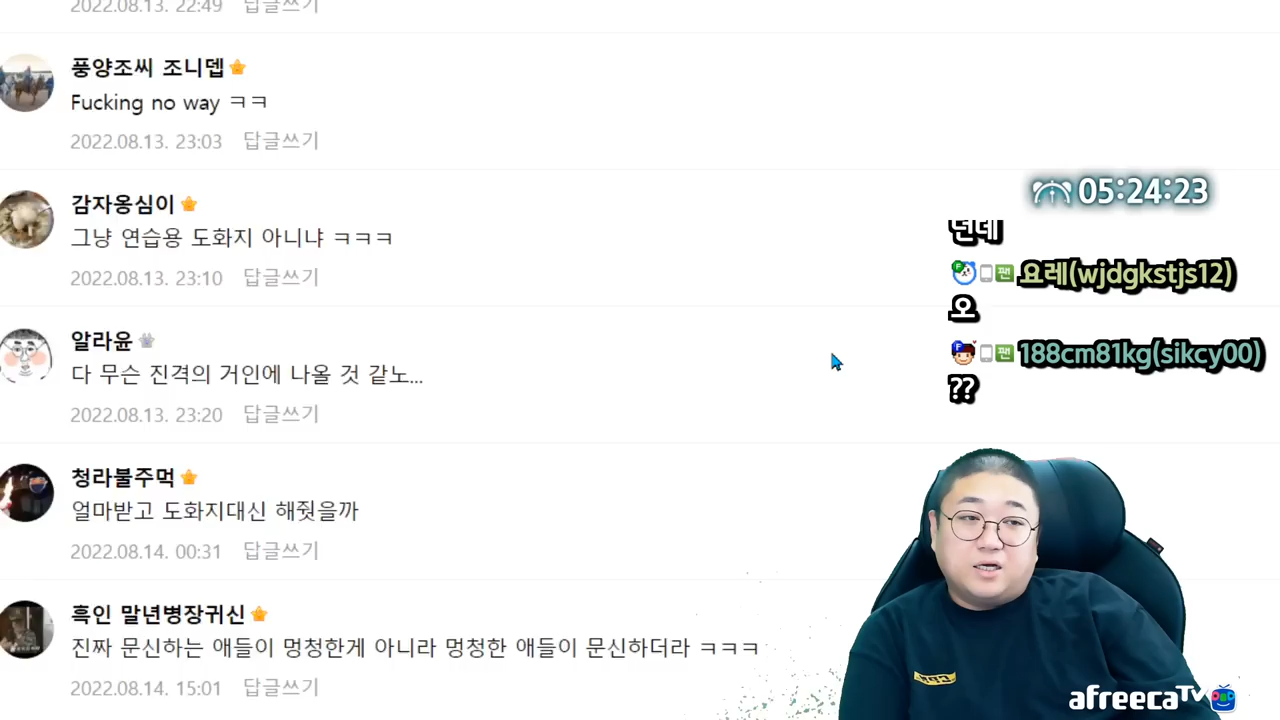 2022.08.13. 22:49 답글쓰기
풍양조씨 조니뎁
Fucking no way ㅋㅋ
2022.08.13. 23:03 답글쓰기
감자옹심이
그냥 연습용 도화지 아니냐 ㅋㅋㅋ
2022.08.13. 23:10 답글쓰기
알라윤
다 무슨 진격의 거인에 나올 것 같노...
2022.08.13. 23:20 답글쓰기
청라불주먹
얼마받고 도화지대신 해줫을까
2022.08.14. 00:31 답글쓰기
흑인 말년병장귀신
진짜 문신하는 애들이 멍청한게 아니라 멍청한 애들이 문신하더라 ㅋㅋㅋ
2022.08.14. 15:01 답글쓰기
05:24:23
던데
팬 요레(wjdgkstjs12)
오
팬 188cm81kg(sikcy00)
??
afreecaTV